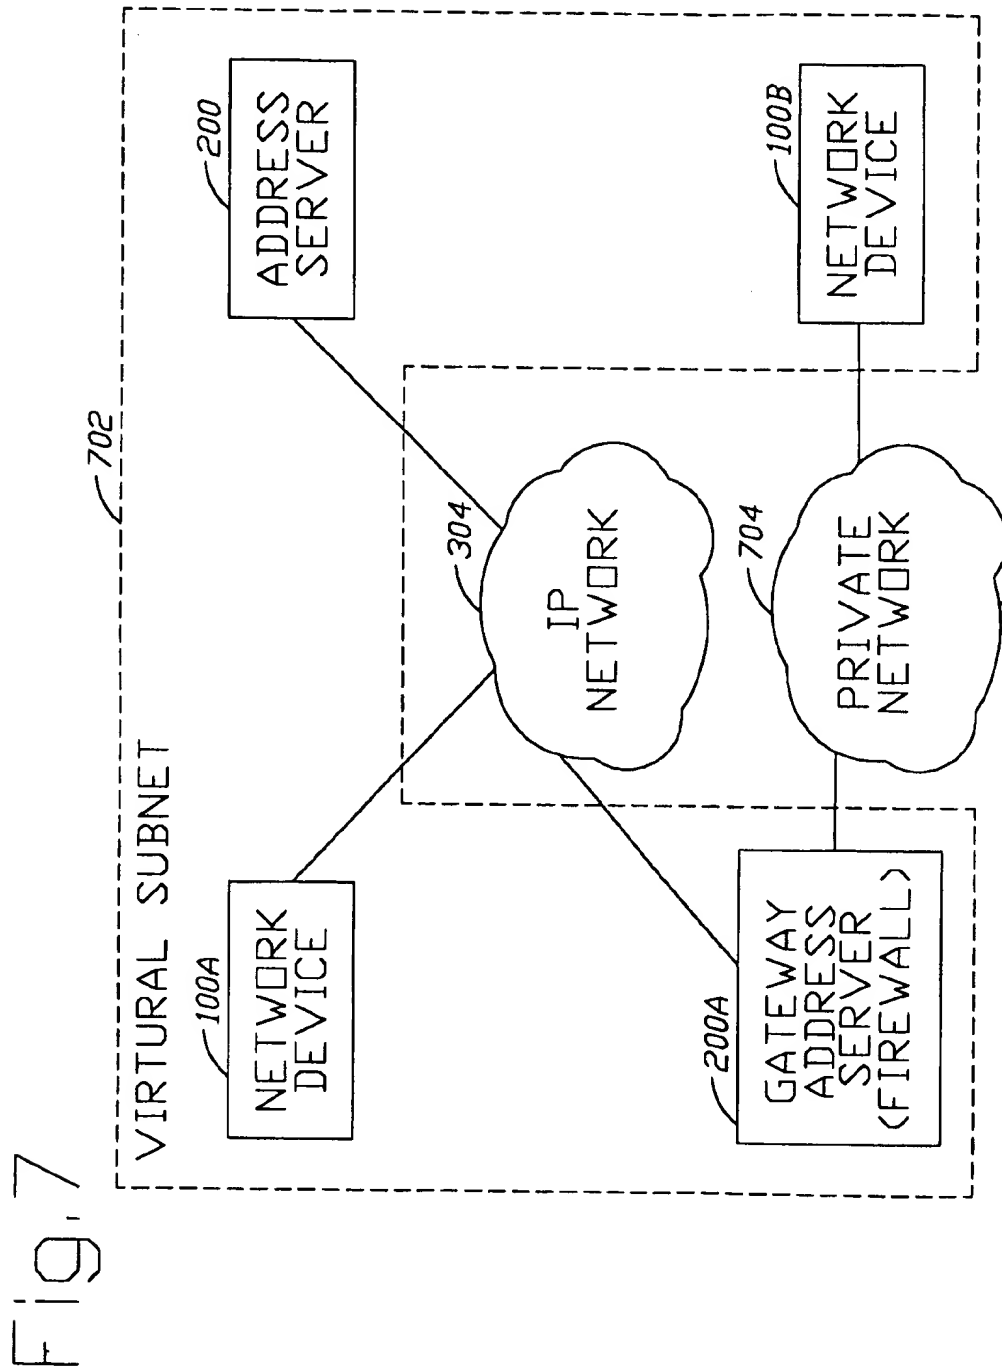 Fig. 7
VIRTURAL SUBNET
702
100A
NETWORK
DEVICE
200
ADDRESS
SERVER
304
IP
NETWORK
200A
GATEWAY
ADDRESS
SERVER
(FIREWALL)
704
PRIVATE
NETWORK
100B
NETWORK
DEVICE